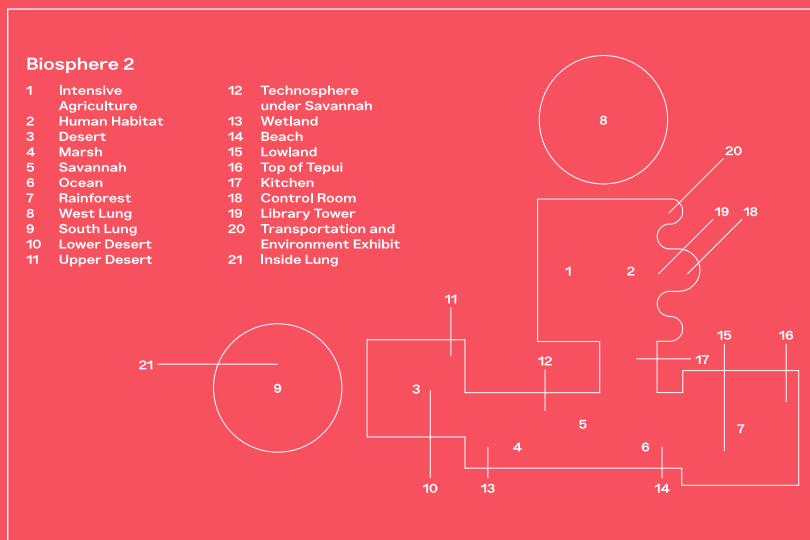 Biosphere 2
1 Intensive
Agriculture
2 Human Habitat
3 Desert
4 Marsh
5 Savannah
6 Ocean
7 Rainforest
8 West Lung
9 South Lung
10 Lower Desert
11 Upper Desert
12 Technosphere
under Savannah
13 Wetland
14 Beach
15 Lowland
16 Top of Tepui
17 Kitchen
18 Control Room
19 Library Tower
20 Transportation and
Environment Exhibit
21 Inside Lung
8
20
19 18
1 2
11
15 16
12
17
21
9
3
5
7
4
6
10
13
14